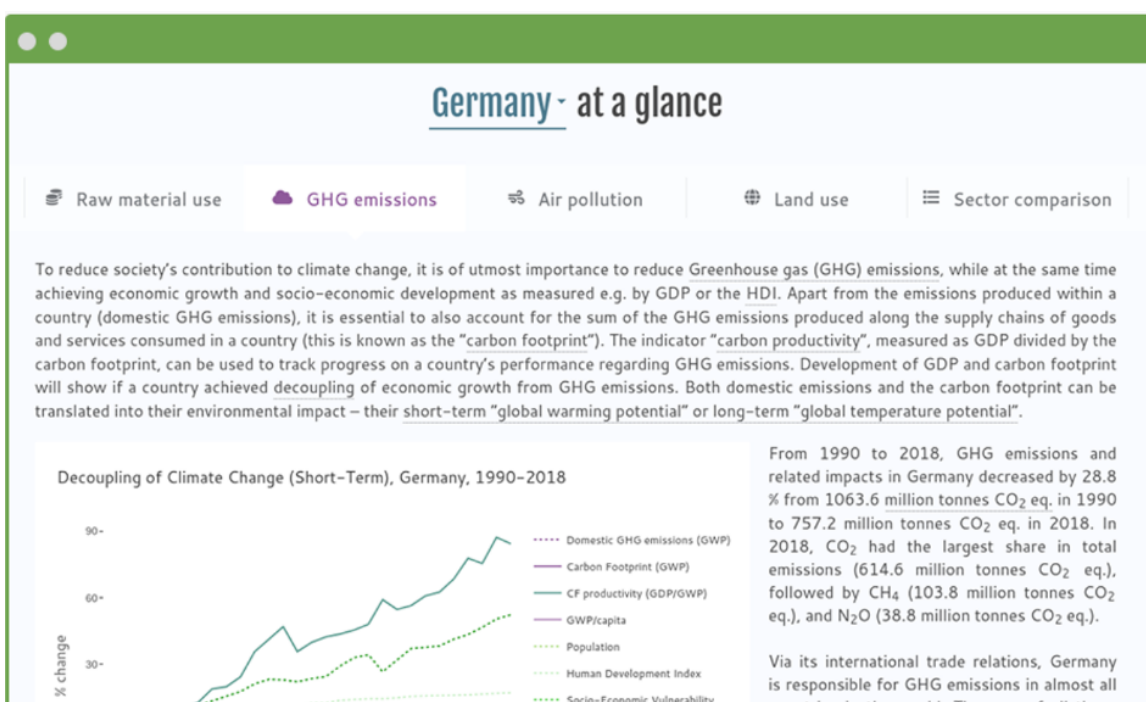 Germany at a glance
Raw material use
GHG emissions
Air pollution
Land use
Sector comparison
To reduce society's contribution to climate change, it is of utmost importance to reduce Greenhouse gas (GHG) emissions, while at the same time
achieving economic growth and socio-economic development as measured e.g. by GDP or the HDI. Apart from the emissions produced within a
country (domestic GHG emissions), it is essential to also account for the sum of the GHG emissions produced along the supply chains of goods
and services consumed in a country (this is known as the "carbon footprint"). The indicator "carbon productivity", measured as GDP divided by the
carbon footprint, can be used to track progress on a country's performance regarding GHG emissions. Development of GDP and carbon footprint
will show if a country achieved decoupling of economic growth from GHG emissions. Both domestic emissions and the carbon footprint can be
translated into their environmental impact – their short-term "global warming potential" or long-term "global temperature potential".
Decoupling of Climate Change (Short-Term), Germany, 1990-2018
90-
60-
30-
% change
Domestic GHG emissions (GWP)
Carbon Footprint (GWP)
CF productivity (GDP/GWP)
GWP/capita
Population
Human Development Index
Socio-Economic Vulnerability
From 1990 to 2018, GHG emissions and
related impacts in Germany decreased by 28.8
% from 1063.6 million tonnes CO₂ eq. in 1990
to 757.2 million tonnes CO₂ eq. in 2018. In
2018, CO₂ had the largest share in total
emissions (614.6 million tonnes CO₂ eq.),
followed by CH₄ (103.8 million tonnes CO₂
eq.), and N₂O (38.8 million tonnes CO₂ eq.).
Via its international trade relations, Germany
is responsible for GHG emissions in almost all